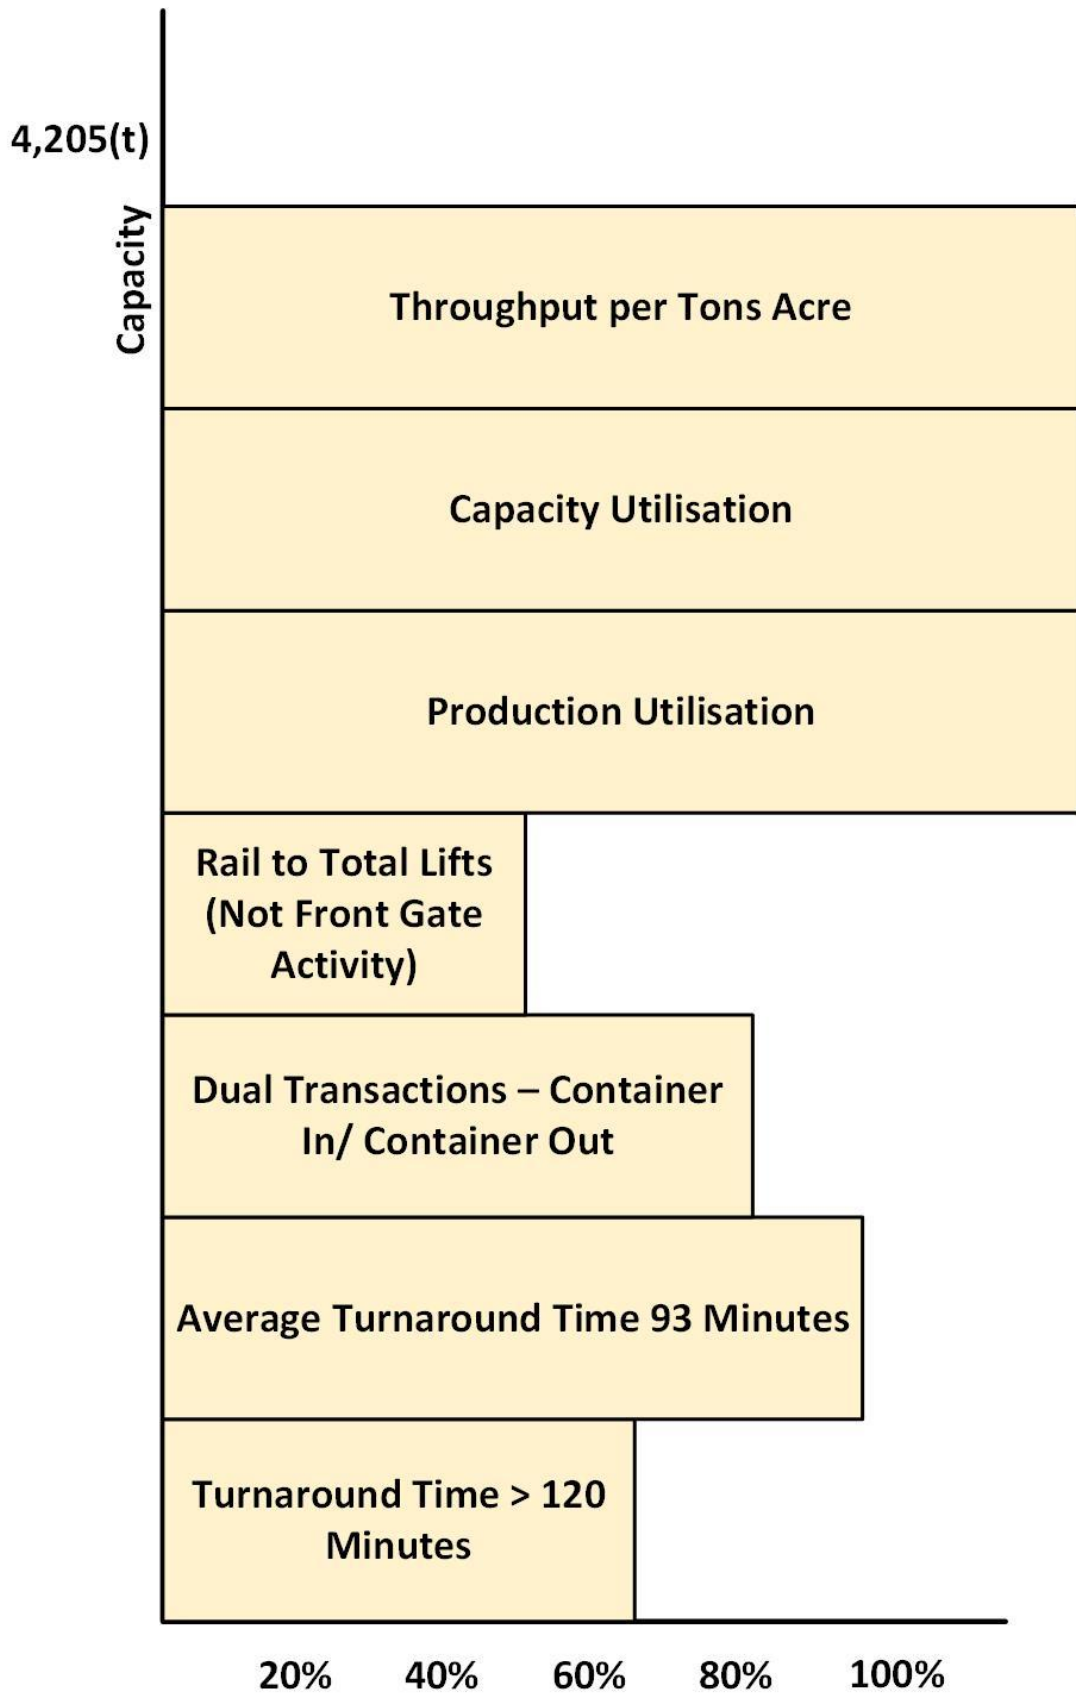 4,205(t)
Capacity
Throughput per Tons Acre
Capacity Utilisation
Production Utilisation
Rail to Total Lifts
(Not Front Gate
Activity)
Dual Transactions – Container
In/ Container Out
Average Turnaround Time 93 Minutes
Turnaround Time > 120
Minutes
20% 40% 60% 80% 100%